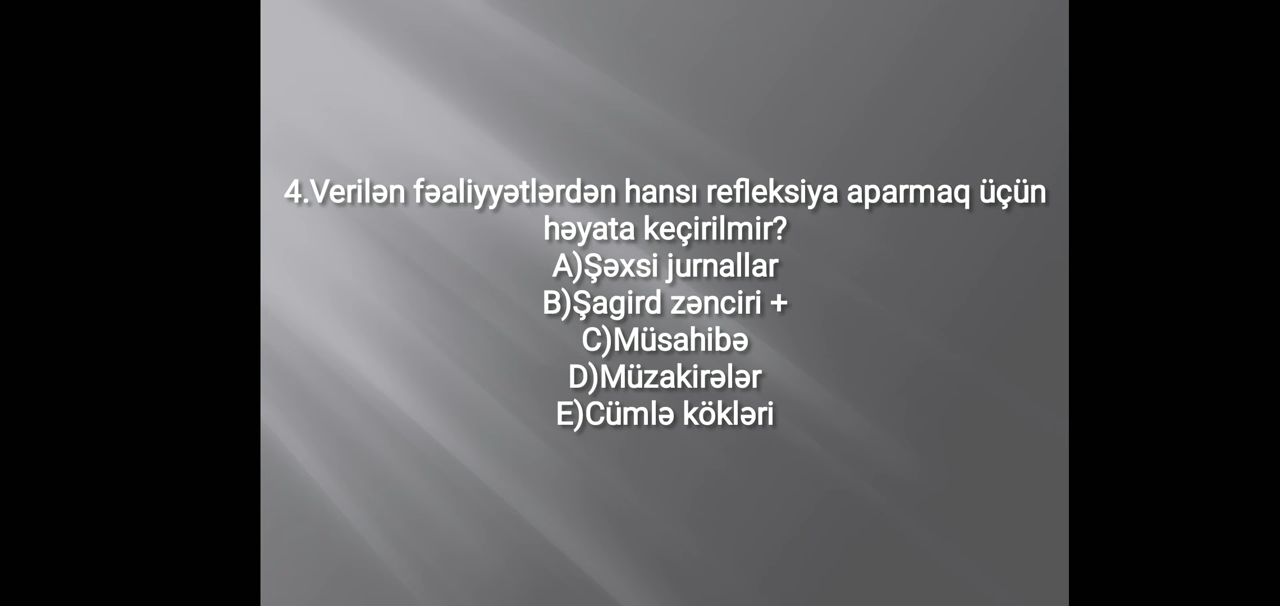 4.Verilən fəaliyyətlərdən hansı refleksiya aparmaq üçün
həyata keçirilmir?
A)Şəxsi jurnallar
B)Şagird zənciri +
C)Müsahibə
D)Müzakirələr
E)Cümlə kökləri